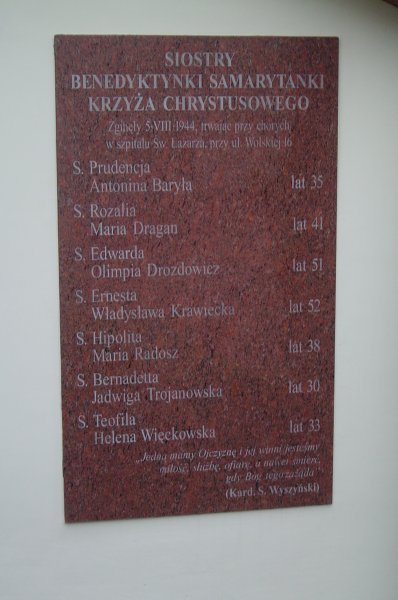 SIOSTRY
BENEDYKTYNKI SAMARYTANKI
KRZYŻA CHRYSTUSOWEGO
Zginęły 5-VIII-1944, trwając przy chorych,
w szpitalu Św. Łazarza, przy ul. Wolskiej 16
S. Prudencja
Antonina Baryła lat 35
S. Rozalia
Maria Dragan lat 41
S. Edwarda
Olimpia Drozdowicz lat 51
S. Ernesta
Władysława Krawiecka lat 52
S. Hipolita
Maria Radosz lat 38
S. Bernadetta
Jadwiga Trojanowska lat 30
S. Teofila
Helena Więckowska lat 33
„Jedną mamy Ojczyznę i jej winni jesteśmy
miłość, służbę, ofiarę, a nawet śmierć,
gdy Bóg tego zażąda"
(Kard. S. Wyszyński)